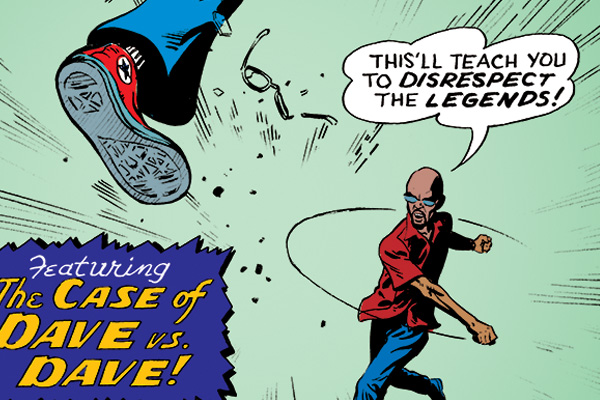 THIS'LL TEACH YOU
TO DISRESPECT
THE LEGENDS!
Featuring
The CASE of
DAVE vs.
DAVE!